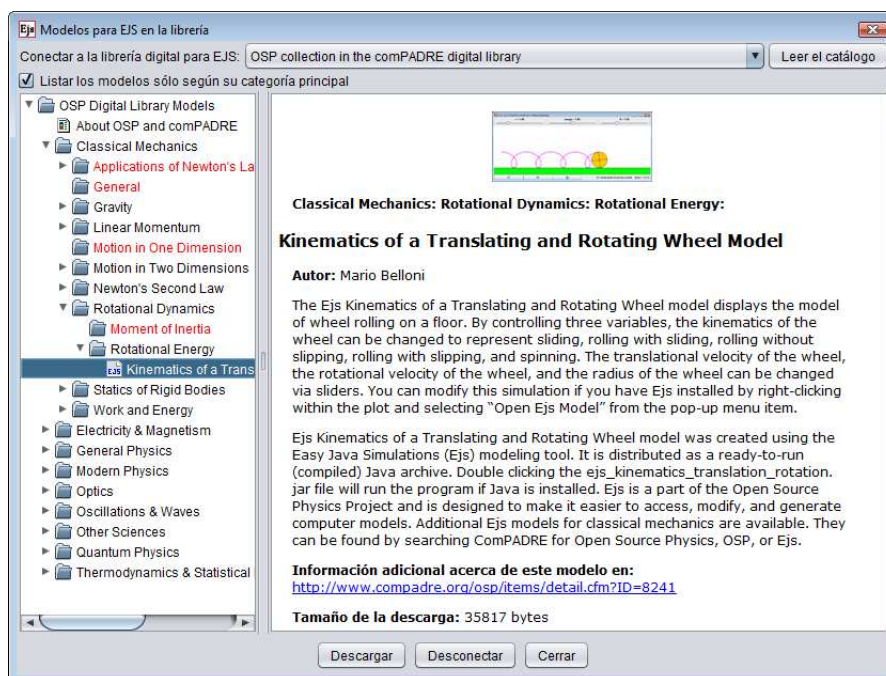 Ejs Modelos para EJS en la librería
Conectar a la librería digital para EJS: OSP collection in the comPADRE digital library Leer el catálogo
Listar los modelos sólo según su categoría principal
OSP Digital Library Models
About OSP and comPADRE
Classical Mechanics
Applications of Newton's La
General
Gravity
Linear Momentum
Motion in One Dimension
Motion in Two Dimensions
Newton's Second Law
Rotational Dynamics
Moment of Inertia
Rotational Energy
EJS Kinematics of a Trans
Statics of Rigid Bodies
Work and Energy
Electricity & Magnetism
General Physics
Modern Physics
Optics
Oscillations & Waves
Other Sciences
Quantum Physics
Thermodynamics & Statistical
Classical Mechanics: Rotational Dynamics: Rotational Energy:
Kinematics of a Translating and Rotating Wheel Model
Autor: Mario Belloni
The Ejs Kinematics of a Translating and Rotating Wheel model displays the model
of wheel rolling on a floor. By controlling three variables, the kinematics of the
wheel can be changed to represent sliding, rolling with sliding, rolling without
slipping, rolling with slipping, and spinning. The translational velocity of the wheel,
the rotational velocity of the wheel, and the radius of the wheel can be changed
via sliders. You can modify this simulation if you have Ejs installed by right-clicking
within the plot and selecting “Open Ejs Model” from the pop-up menu item.
Ejs Kinematics of a Translating and Rotating Wheel model was created using the
Easy Java Simulations (Ejs) modeling tool. It is distributed as a ready-to-run
(compiled) Java archive. Double clicking the ejs_kinematics_translation_rotation.
jar file will run the program if Java is installed. Ejs is a part of the Open Source
Physics Project and is designed to make it easier to access, modify, and generate
computer models. Additional Ejs models for classical mechanics are available. They
can be found by searching ComPADRE for Open Source Physics, OSP, or Ejs.
Información adicional acerca de este modelo en:
http://www.compadre.org/osp/items/detail.cfm?ID=8241
Tamaño de la descarga: 35817 bytes
Descargar Desconectar Cerrar